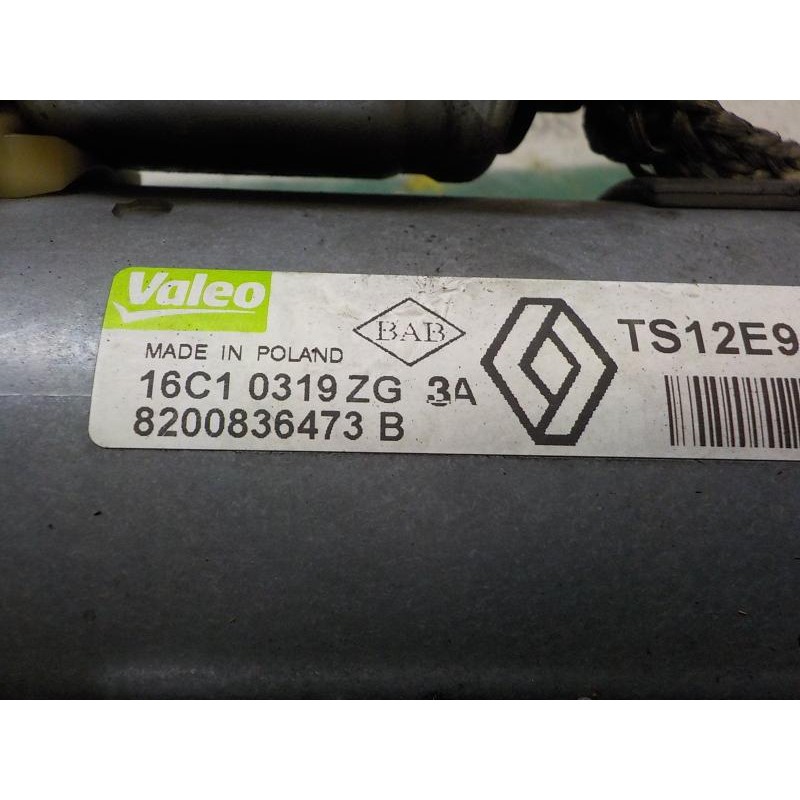 Valeo
BAB
MADE IN POLAND
16C1 0319 ZG 3A
8200836473 B
TS12E9